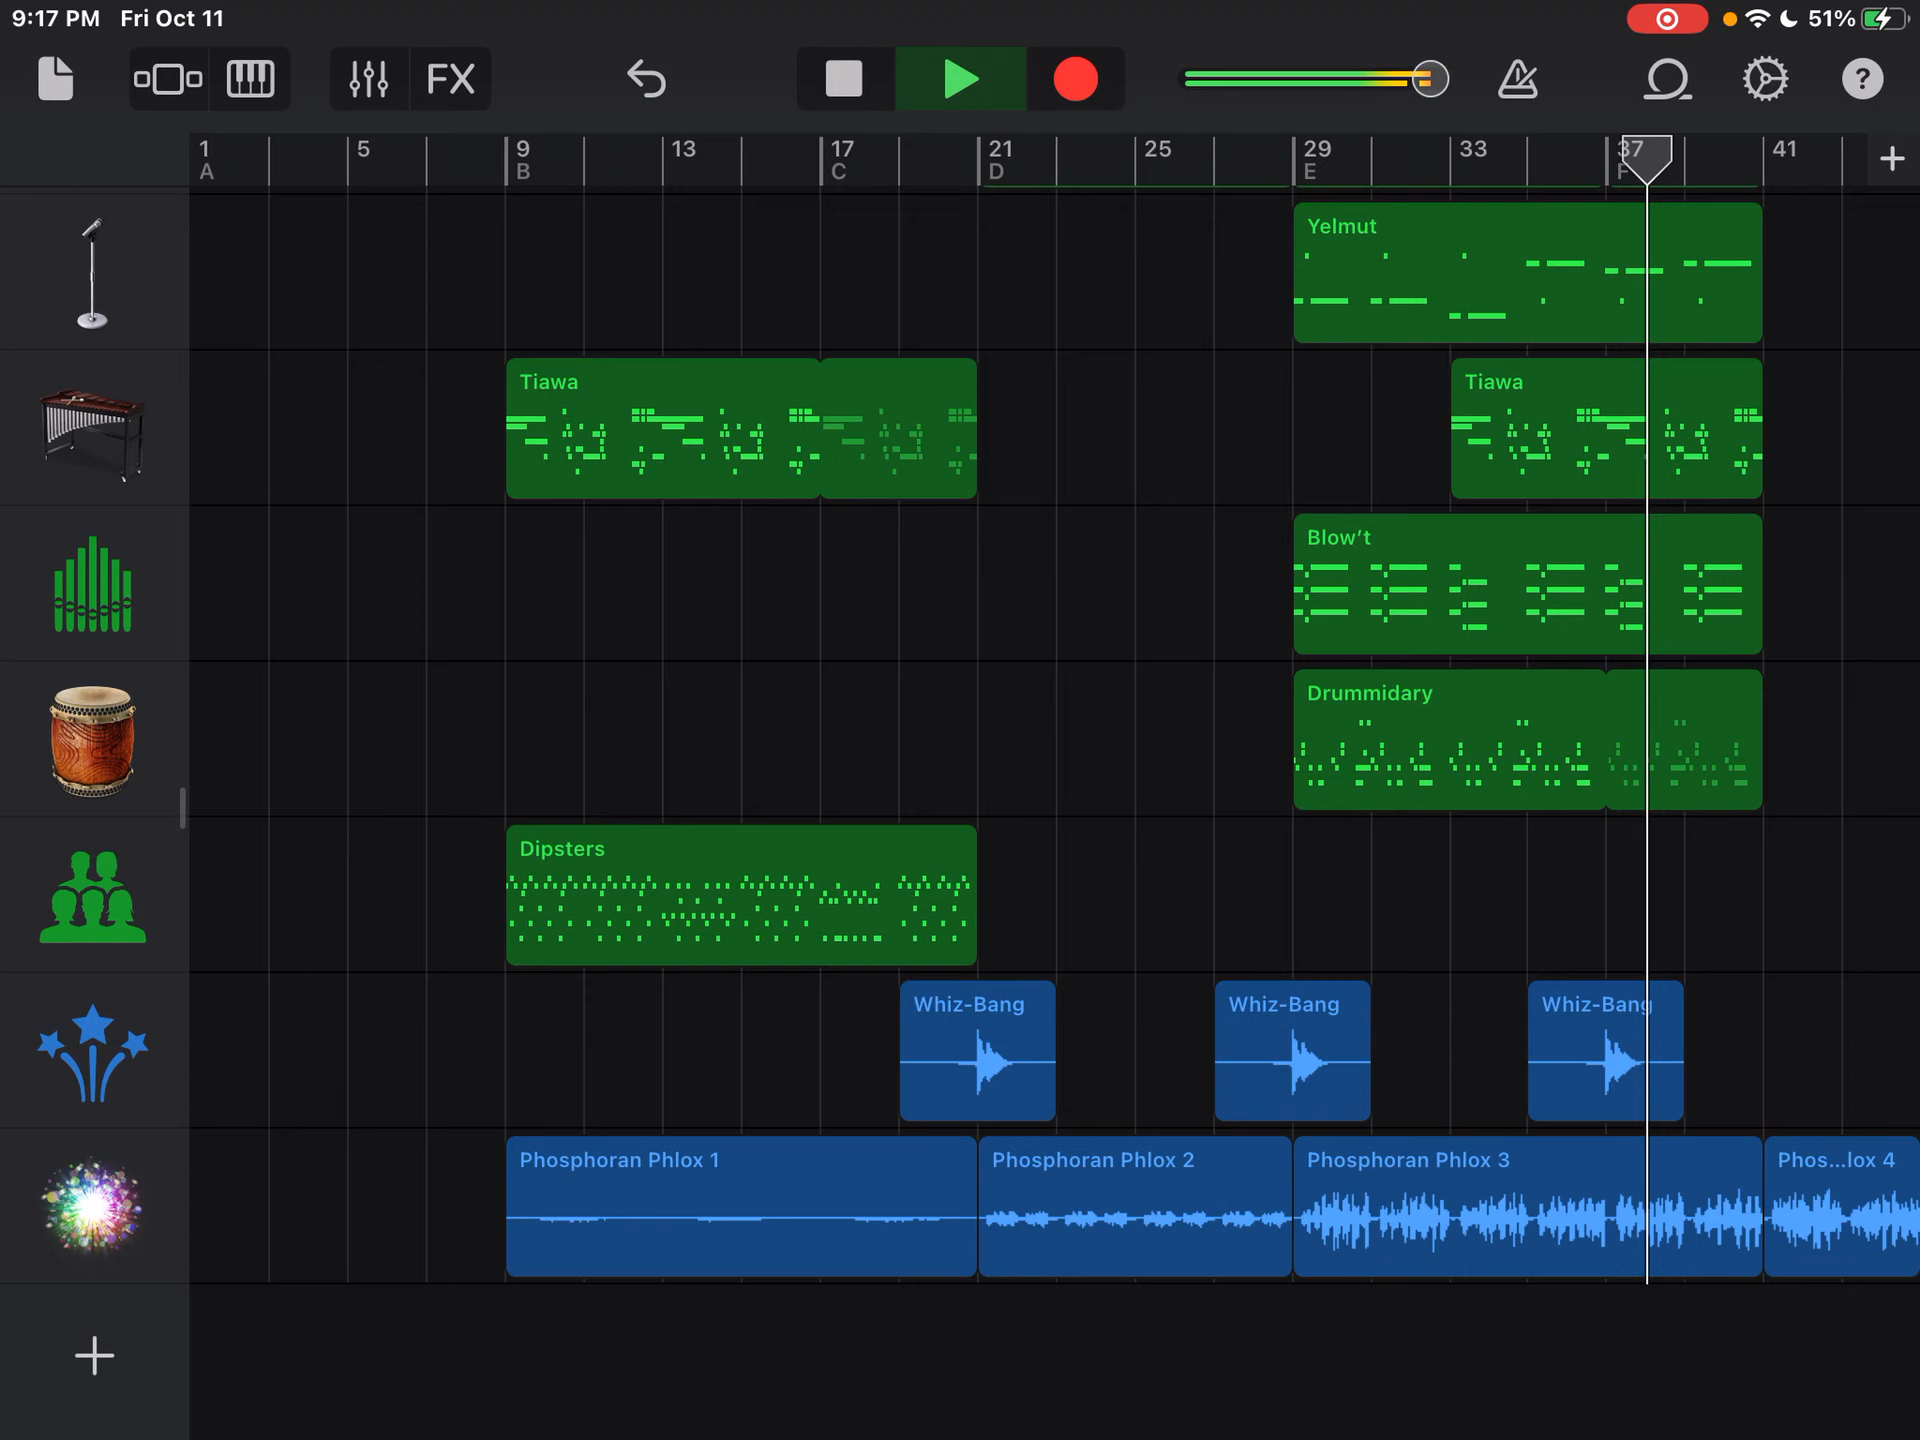 9:17 PM Fri Oct 11
51%
FX
?
1 5 9 13 17 21 25 29 33 37 41
A B C D E F
Yelmut
Tiawa
Tiawa
Blow't
Drummidary
Dipsters
Whiz-Bang
Whiz-Bang
Whiz-Bang
Phosphoran Phlox 1
Phosphoran Phlox 2
Phosphoran Phlox 3
Phos...lox 4